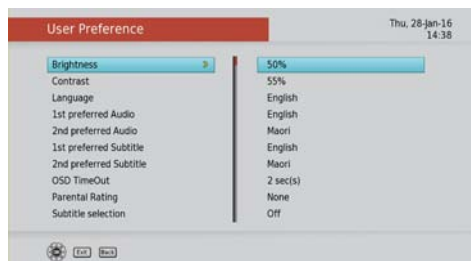 User Preference
Thu, 28-Jan-16
14:38
Brightness 50%
Contrast 55%
Language English
1st preferred Audio English
2nd preferred Audio Maori
1st preferred Subtitle English
2nd preferred Subtitle Maori
OSD TimeOut 2 sec(s)
Parental Rating None
Subtitle selection Off
Exit Back